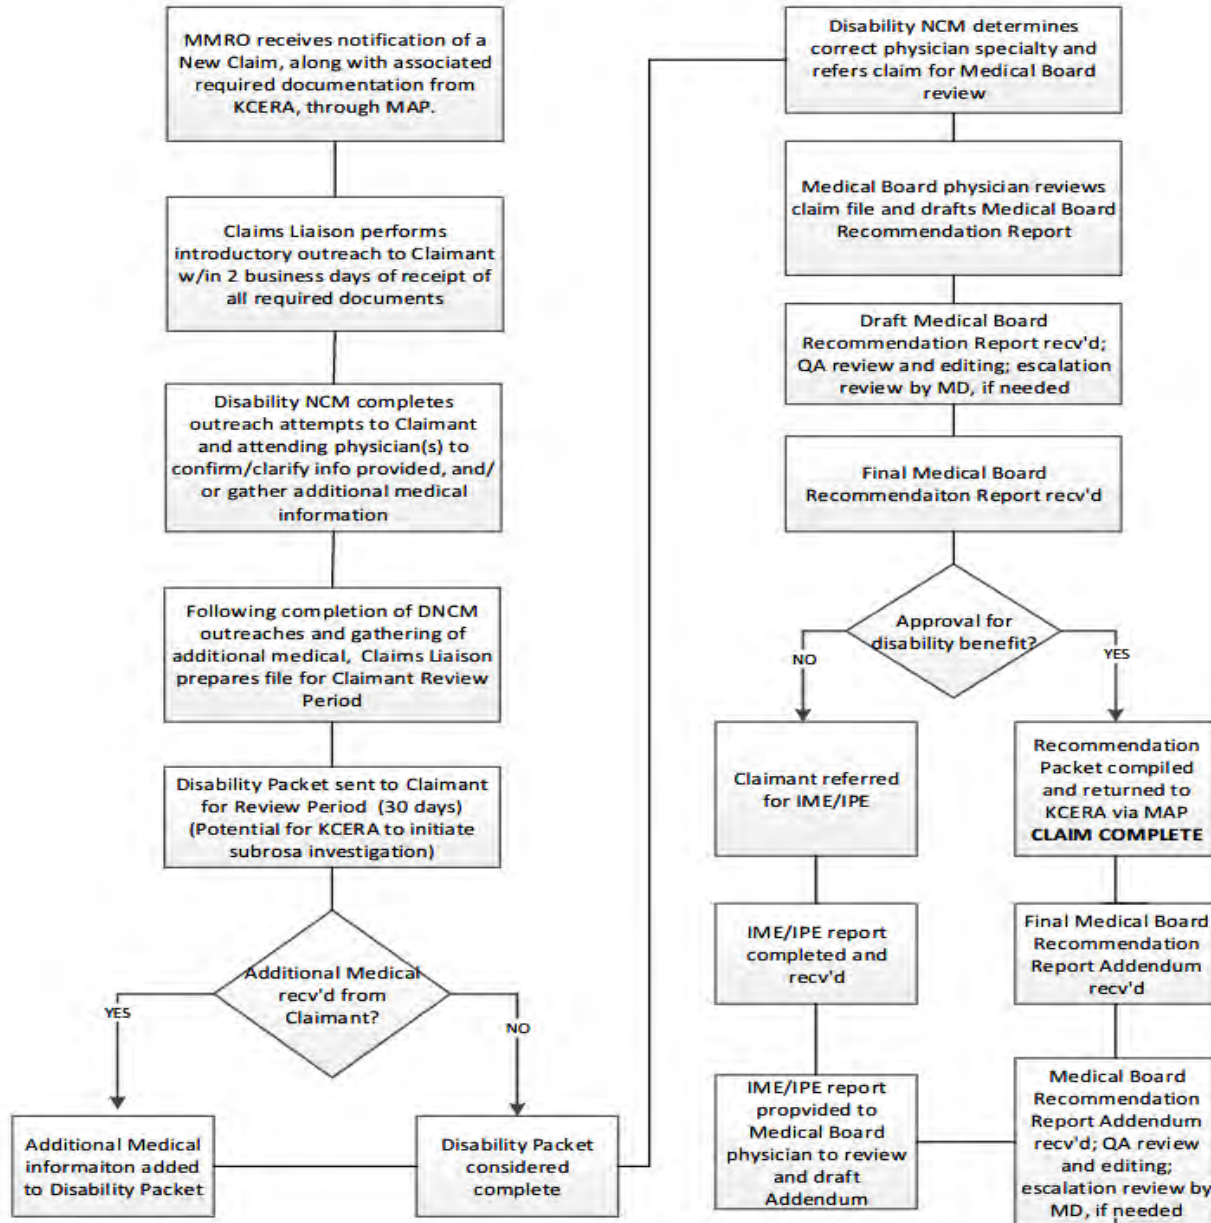 MMRO receives notification of a
New Claim, along with associated
required documentation from
KCERA, through MAP.
Claims Liaison performs
introductory outreach to Claimant
w/in 2 business days of receipt of
all required documents
Disability NCM completes
outreach attempts to Claimant
and attending physician(s) to
confirm/clarify info provided, and/
or gather additional medical
information
Following completion of DNCM
outreaches and gathering of
additional medical, Claims Liaison
prepares file for Claimant Review
Period
Disability Packet sent to Claimant
for Review Period (30 days)
(Potential for KCERA to initiate
subrosa investigation)
Additional Medical
recv'd from
Claimant?
YES
NO
Additional Medical
informaiton added
to Disability Packet
Disability Packet
considered
complete
Disability NCM determines
correct physician specialty and
refers claim for Medical Board
review
Medical Board physician reviews
claim file and drafts Medical Board
Recommendation Report
Draft Medical Board
Recommendation Report recv'd;
QA review and editing; escalation
review by MD, if needed
Final Medical Board
Recommendaiton Report recv'd
Approval for
disability benefit?
NO
YES
Claimant referred
for IME/IPE
IME/IPE report
completed and
recv'd
IME/IPE report
propvided to
Medical Board
physician to review
and draft
Addendum
Medical Board
Recommendation
Report Addendum
recv'd; QA review
and editing;
escalation review by
MD, if needed
Final Medical Board
Recommendation
Report Addendum
recv'd
Recommendation
Packet compiled
and returned to
KCERA via MAP
CLAIM COMPLETE